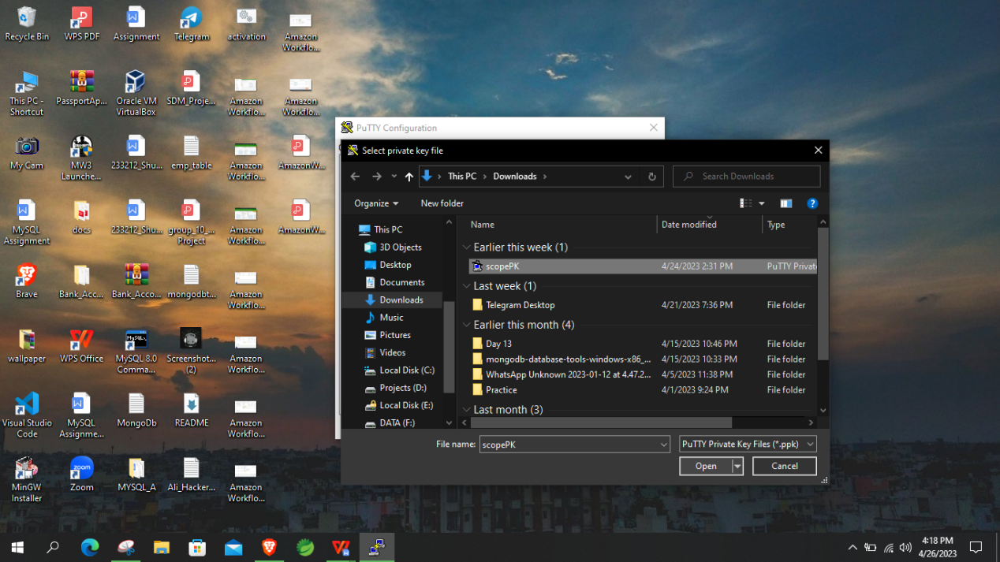 Recycle Bin
WPS PDF
Assignment
Telegram
activation
Amazon
Workflo...
This PC -
Shortcut
PassportAp...
Oracle VM
VirtualBox
SDM_Proje...
Amazon
Workflo...
Amazon
Workflo...
My Cam
MW3
Launche...
233212_Shu...
emp_table
Amazon
Workflo...
AmazonW...
MySQL
Assignment
docs
233212_Shu...
group_10_...
Project
Amazon
Workflo...
AmazonW...
Brave
Bank_Acc...
Bank_Acco...
mongodbt...
Amazon
Workflo...
wallpaper
WPS Office
MySQL 8.0
Comma...
Screenshot...
(2)
Amazon
Workflo...
Visual Studio
Code
MySQL
Assignme...
MongoDb
README
Amazon
Workflo...
MinGW
Installer
Zoom
MYSQL_A
Ali_Hacker...
Amazon
Workflo...
PuTTY Configuration
Select private key file
This PC › Downloads ›
Search Downloads
Organize
New folder
This PC
3D Objects
Desktop
Documents
Downloads
Music
Pictures
Videos
Local Disk (C:)
Projects (D:)
Local Disk (E:)
DATA (F:)
Name Date modified Type
Earlier this week (1)
scopePK 4/24/2023 2:31 PM PuTTY Privat
Last week (1)
Telegram Desktop 4/21/2023 7:36 PM File folder
Earlier this month (4)
Day 13 4/15/2023 10:46 PM File folder
mongodb-database-tools-windows-x86_... 4/15/2023 10:33 PM File folder
WhatsApp Unknown 2023-01-12 at 4.47.2... 4/5/2023 11:38 PM File folder
Practice 4/1/2023 9:24 PM File folder
Last month (3)
File name: scopePK
PuTTY Private Key Files (*.ppk)
Open
Cancel
4:18 PM
4/26/2023